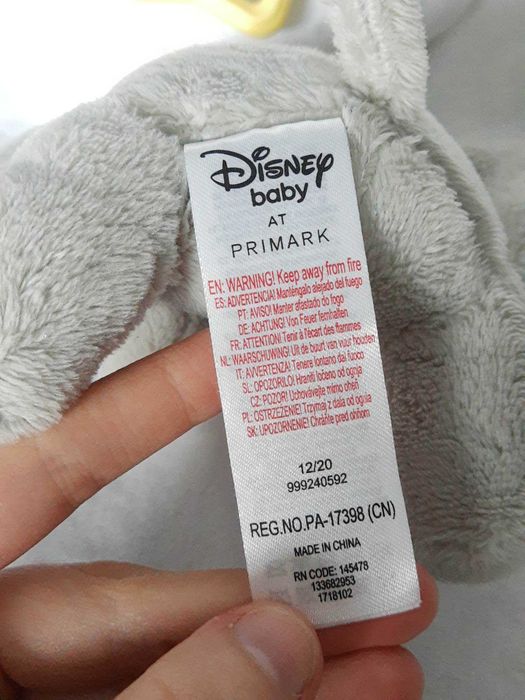 Disney
baby
AT
PRIMARK
EN: WARNING! Keep away from fire
ES: ADVERTENCIA! Manténgalo alejado del fuego
PT: AVISO! Manter afastado do fogo
DE: ACHTUNG! Von Feuer fernhalten
FR: ATTENTION! Tenir à l'écart des flammes
NL: WAARSCHUWING! Uit de buurt van vuur houden
IT: AVVERTENZA! Tenere lontano dal fuoco
SL: OPOZORILO! Hraniti ločeno od ognja
CZ: POZOR! Uchovávejte mimo oheň
PL: OSTRZEŻENIE! Trzymaj z dala od ognia
SK: UPOZORNENIE! Chráňte pred ohňom
12/20
999240592
REG.NO.PA-17398 (CN)
MADE IN CHINA
RN CODE: 145478
133682953
1718102